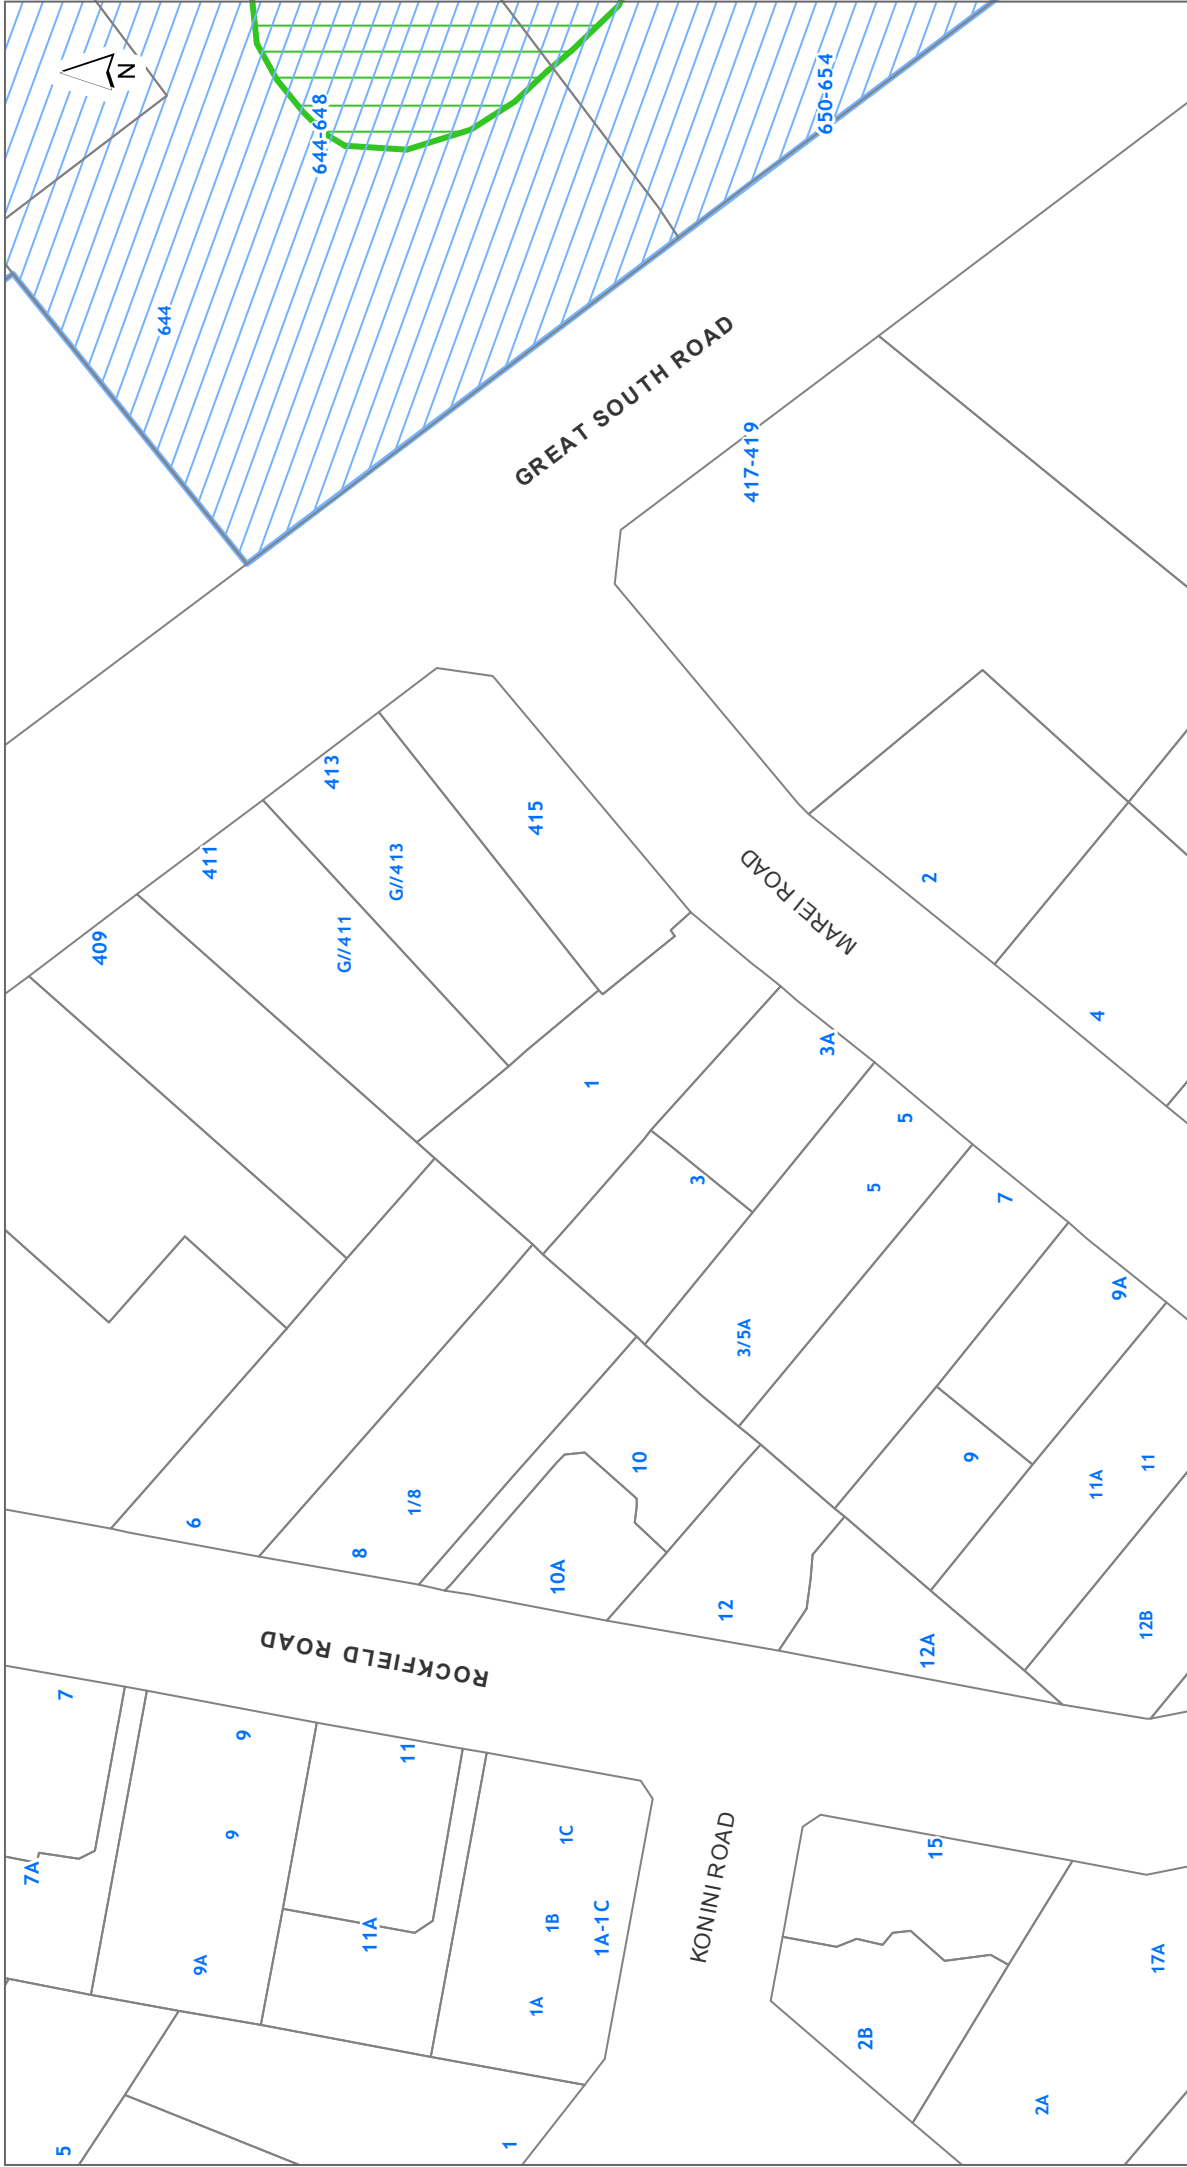 N
644-648
650-654
644
GREAT SOUTH ROAD
417-419
413
411
G//413
415
409
G//411
2
MAREI ROAD
4
3A
1
5
3
5
7
9A
3/5A
10
9
11
11A
1/8
6
8
10A
12
12B
12A
ROCKFIELD ROAD
7
9
11
9
1C
15
7A
KONINI ROAD
1B
1A-1C
11A
9A
17A
1A
2B
2A
5
1